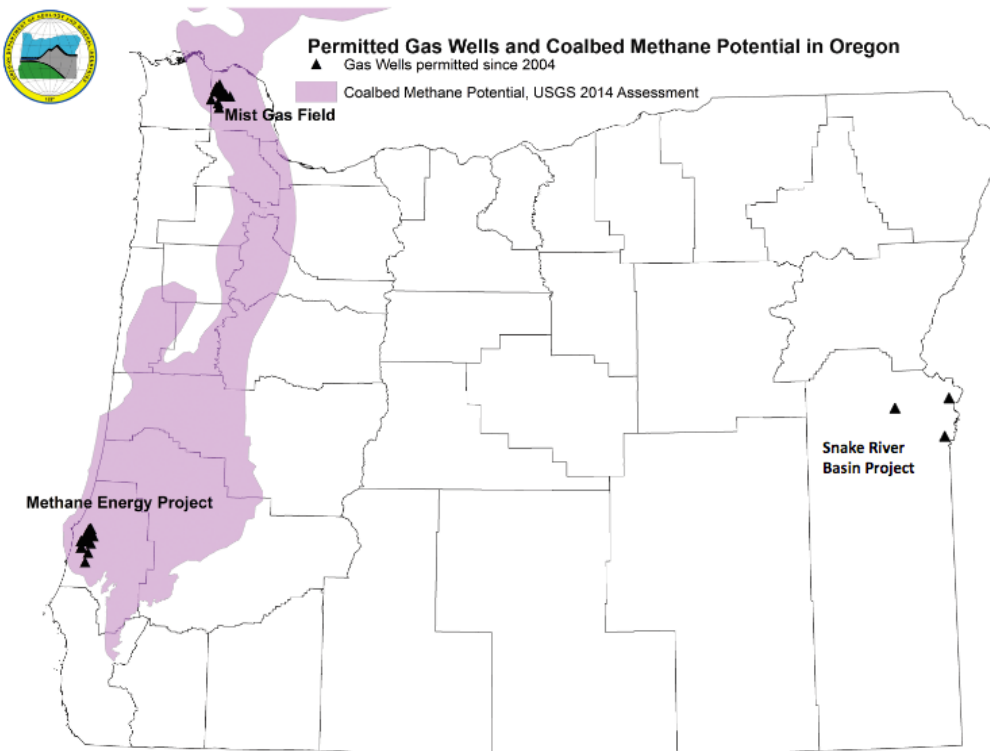 Permitted Gas Wells and Coalbed Methane Potential in Oregon
Gas Wells permitted since 2004
Coalbed Methane Potential, USGS 2014 Assessment
Mist Gas Field
Snake River
Basin Project
Methane Energy Project